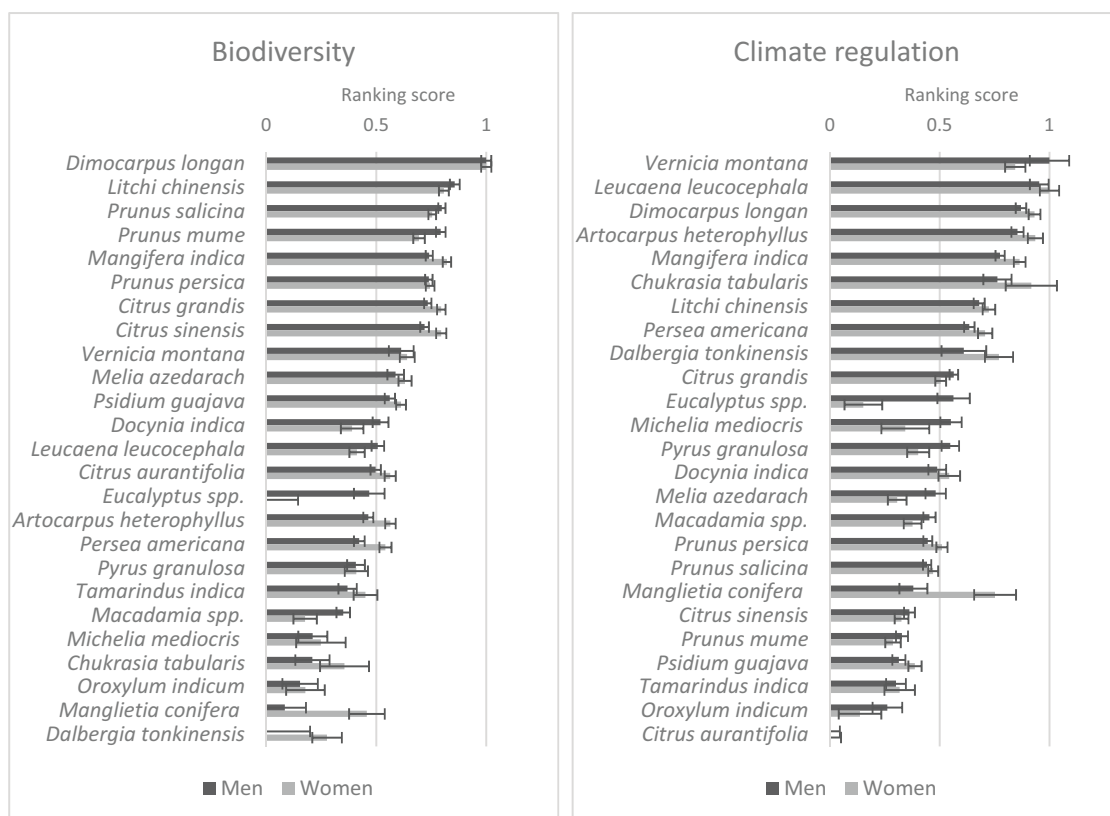 Biodiversity
Ranking score
0 0.5 1
Dimocarpus longan
Litchi chinensis
Prunus salicina
Prunus mume
Mangifera indica
Prunus persica
Citrus grandis
Citrus sinensis
Vernicia montana
Melia azedarach
Psidium guajava
Docynia indica
Leucaena leucocephala
Citrus aurantifolia
Eucalyptus spp.
Artocarpus heterophyllus
Persea americana
Pyrus granulosa
Tamarindus indica
Macadamia spp.
Michelia mediocris
Chukrasia tabularis
Oroxylum indicum
Manglietia conifera
Dalbergia tonkinensis
Men Women
Climate regulation
Ranking score
0 0.5 1
Vernicia montana
Leucaena leucocephala
Dimocarpus longan
Artocarpus heterophyllus
Mangifera indica
Chukrasia tabularis
Litchi chinensis
Persea americana
Dalbergia tonkinensis
Citrus grandis
Eucalyptus spp.
Michelia mediocris
Pyrus granulosa
Docynia indica
Melia azedarach
Macadamia spp.
Prunus persica
Prunus salicina
Manglietia conifera
Citrus sinensis
Prunus mume
Psidium guajava
Tamarindus indica
Oroxylum indicum
Citrus aurantifolia
Men Women